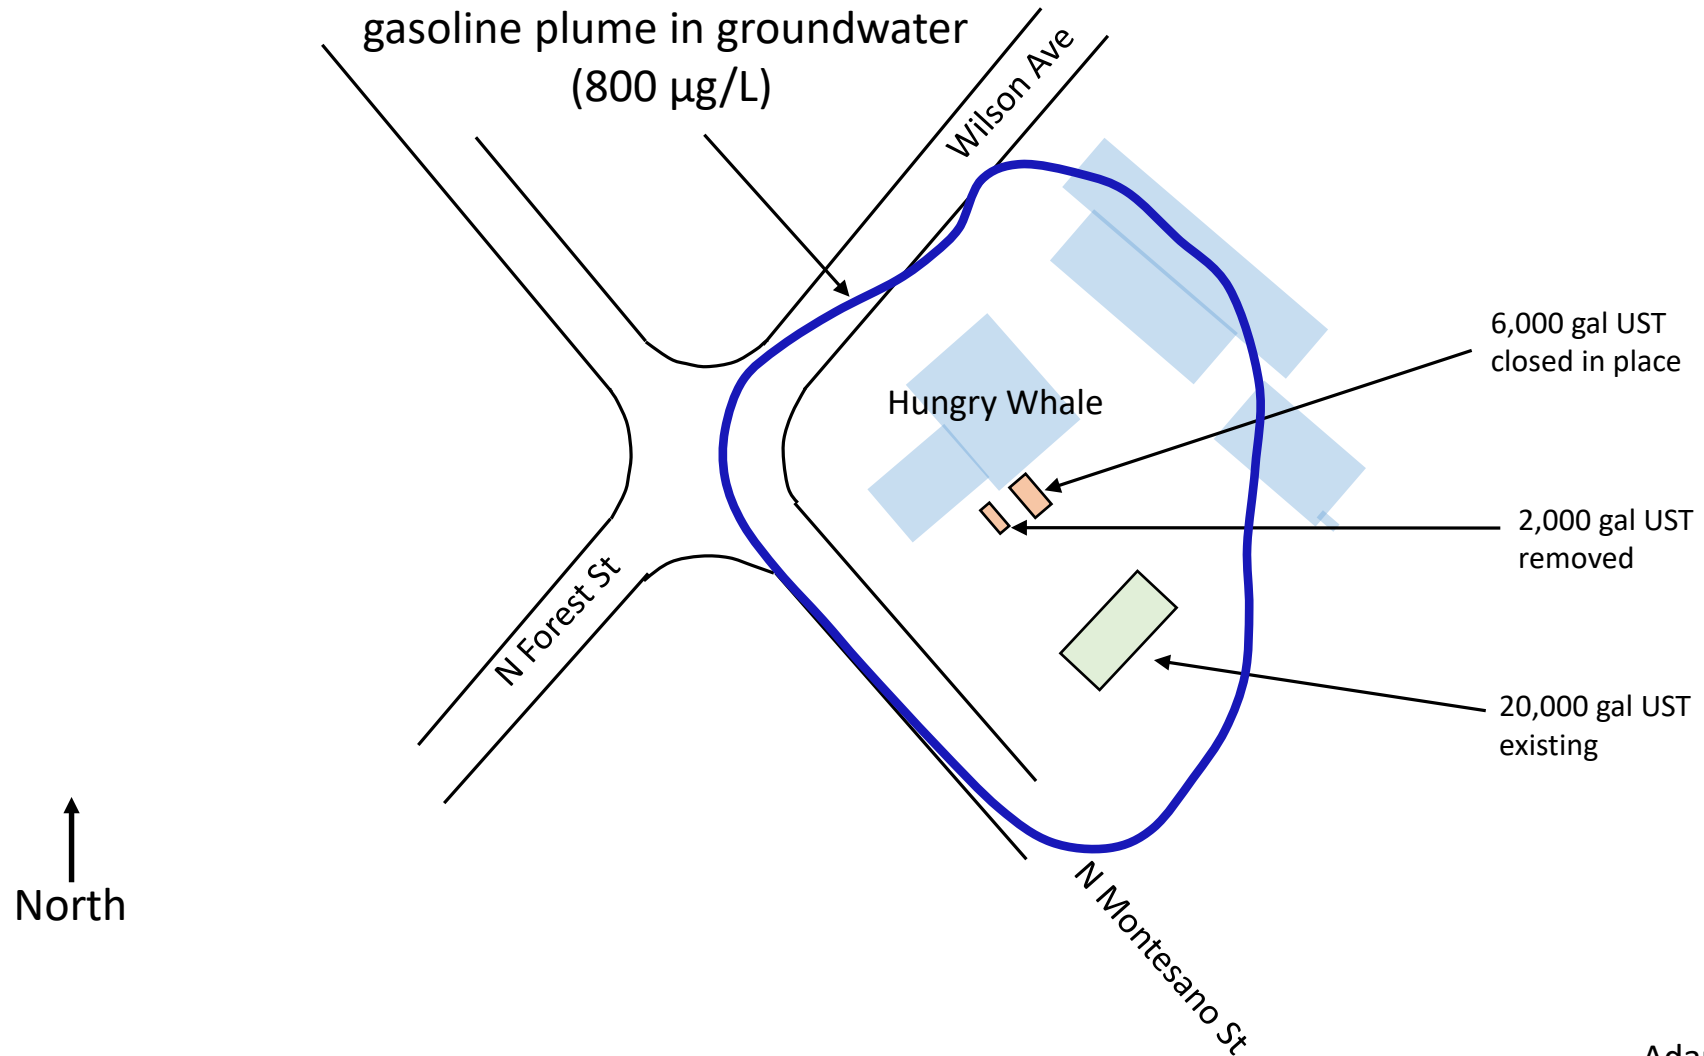 gasoline plume in groundwater
(800 µg/L)
Wilson Ave
6,000 gal UST
closed in place
Hungry Whale
2,000 gal UST
removed
N Forest St
20,000 gal UST
existing
North
N Montesano St